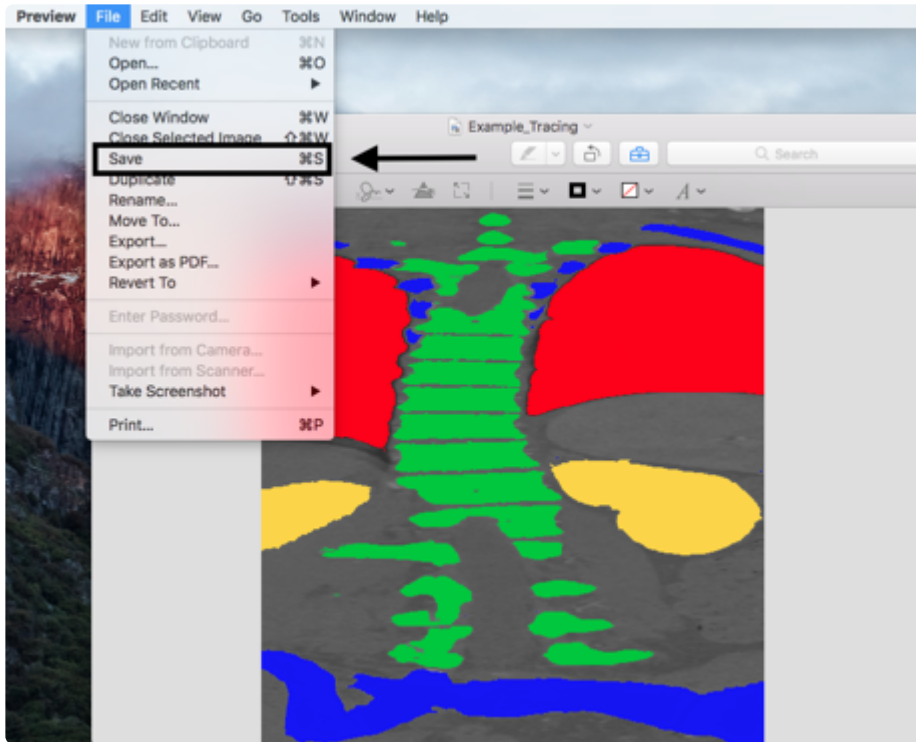 Preview File Edit View Go Tools Window Help
New from Clipboard ⌘N
Open... ⌘O
Open Recent ▶
Close Window ⌘W
Close Selected Image ⇧⌘W
Save ⌘S
Duplicate ⇧⌘S
Rename...
Move To...
Export...
Export as PDF...
Revert To ▶
Enter Password...
Import from Camera...
Import from Scanner...
Take Screenshot ▶
Print... ⌘P
Example_Tracing
Search
A